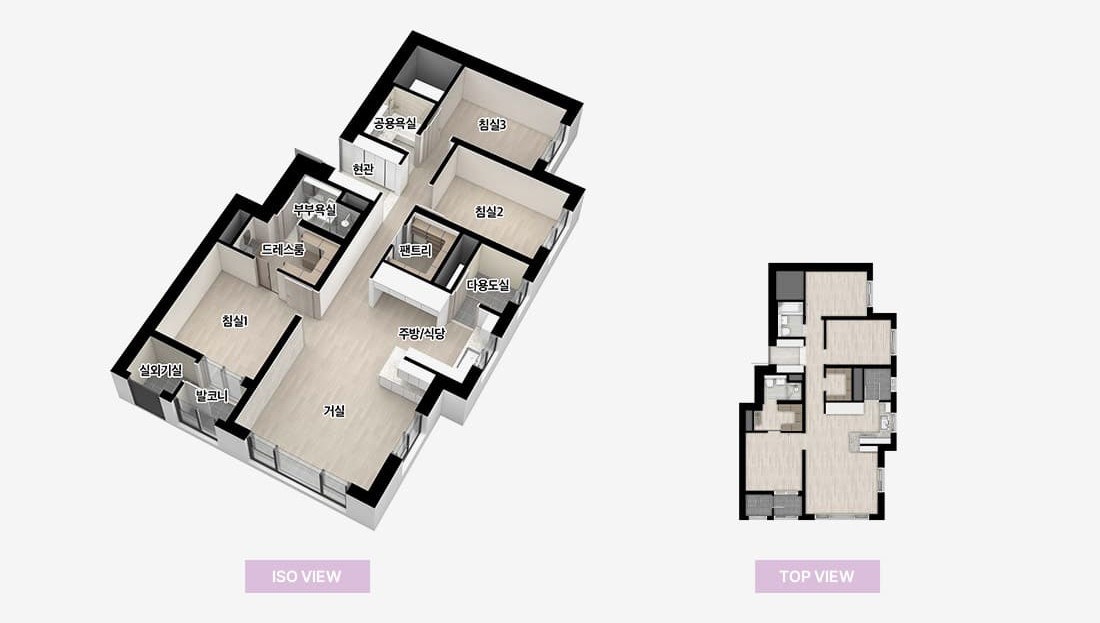 공용욕실
침실3
현관
부부욕실
침실2
드레스룸
팬트리
다용도실
침실1
주방/식당
실외기실
발코니
거실
ISO VIEW
TOP VIEW